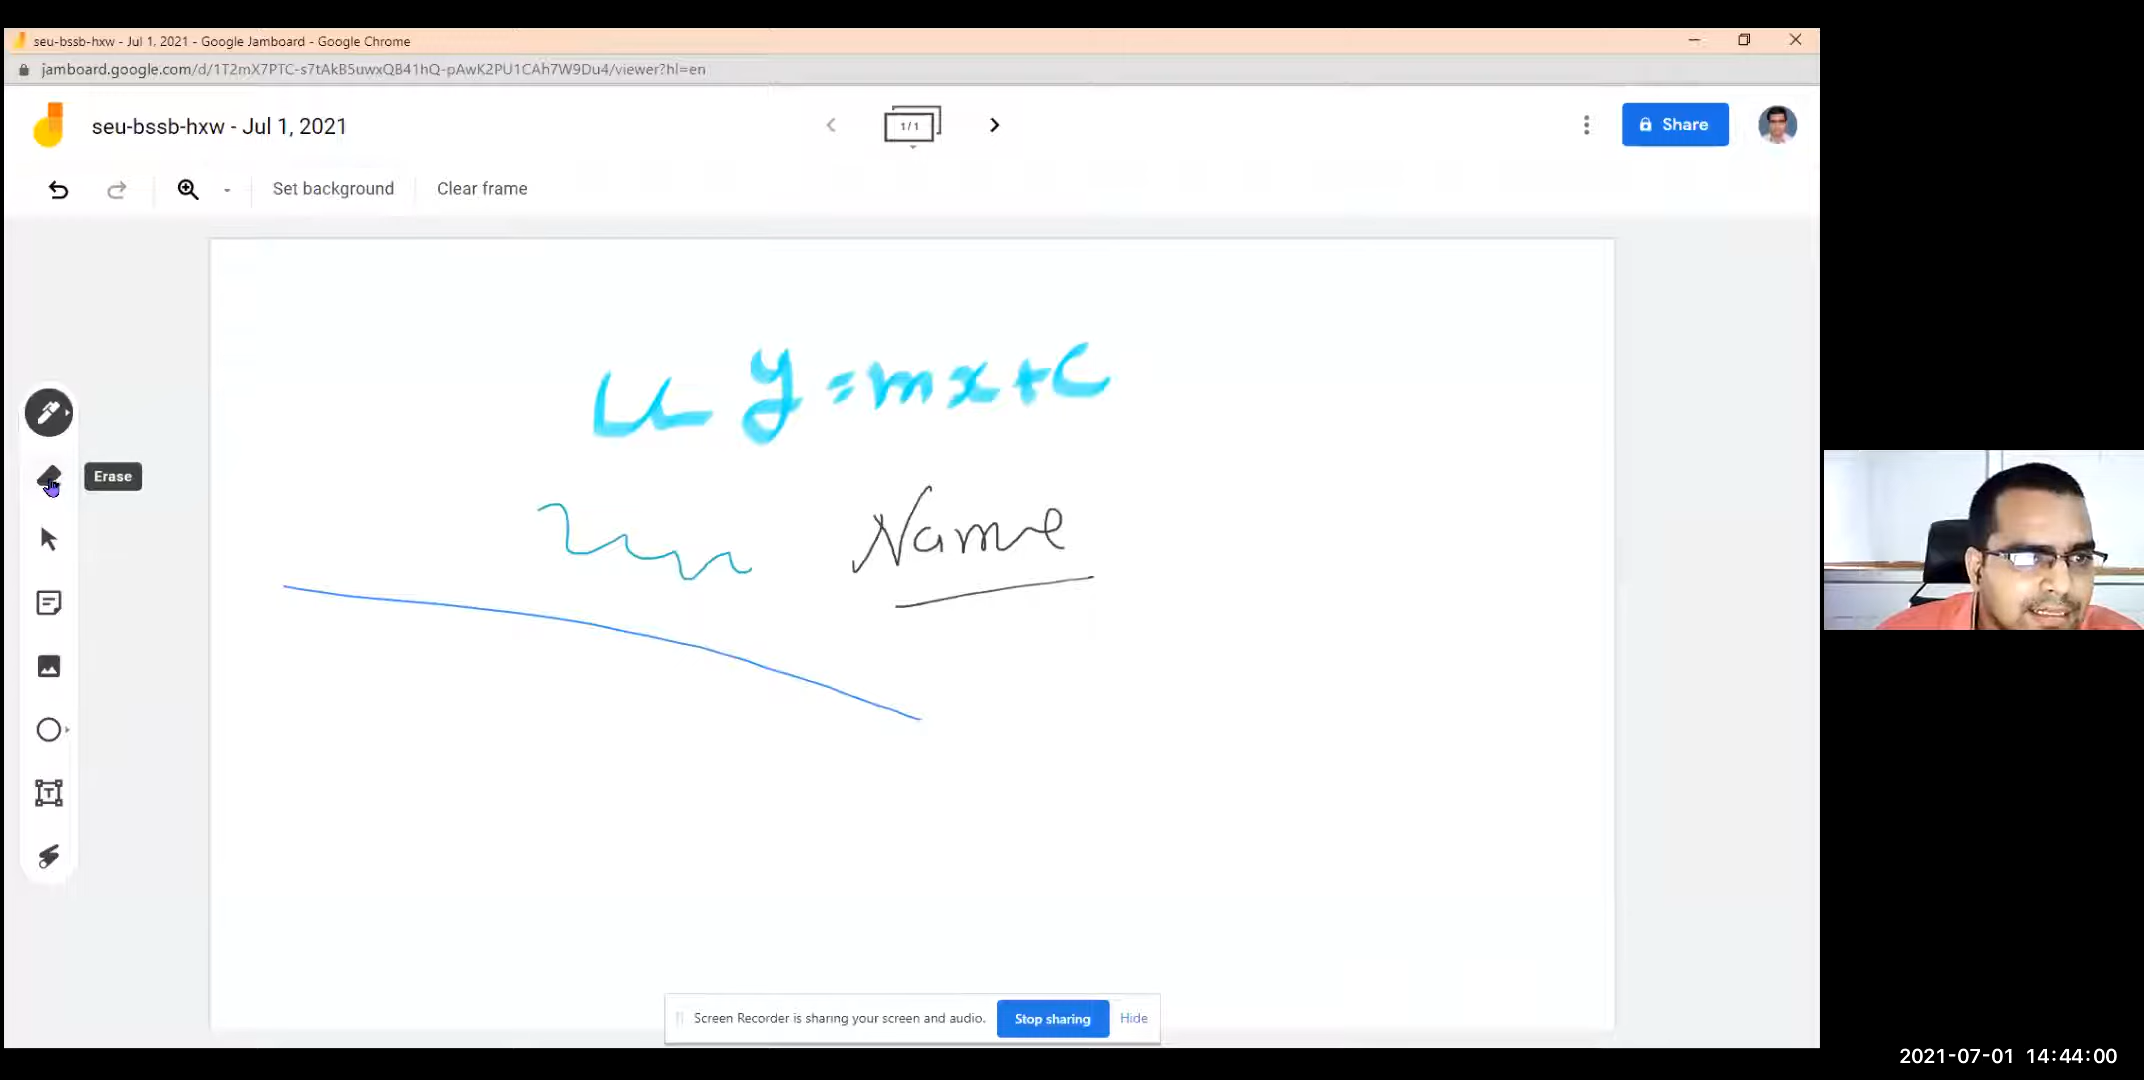 seu-bssb-hxw - Jul 1, 2021 - Google Jamboard - Google Chrome
jamboard.google.com/d/1T2mX7PTC-s7tAkB5uwxQB41hQ-pAwK2PU1CAh7W9Du4/viewer?hl=en
seu-bssb-hxw - Jul 1, 2021
1/1
Share
Set background
Clear frame
y=mx+c
Erase
Name
Screen Recorder is sharing your screen and audio.
Stop sharing
Hide
2021-07-01 14:44:00